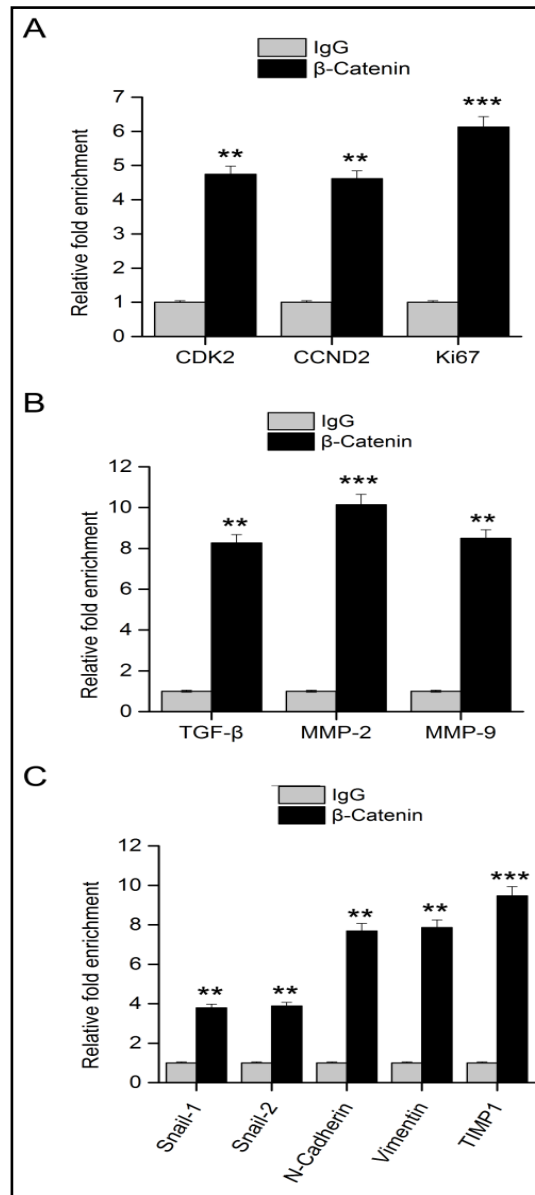 A
IgG
β-Catenin
Relative fold enrichment
7
6
5
4
3
2
1
0
**
**
***
CDK2 CCND2 Ki67
B
IgG
β-Catenin
Relative fold enrichment
12
10
8
6
4
2
0
**
***
**
TGF-β MMP-2 MMP-9
C
IgG
β-Catenin
Relative fold enrichment
12
10
8
6
4
2
0
**
**
**
**
***
Snail-1
Snail-2
N-Cadherin
Vimentin
TIMP1